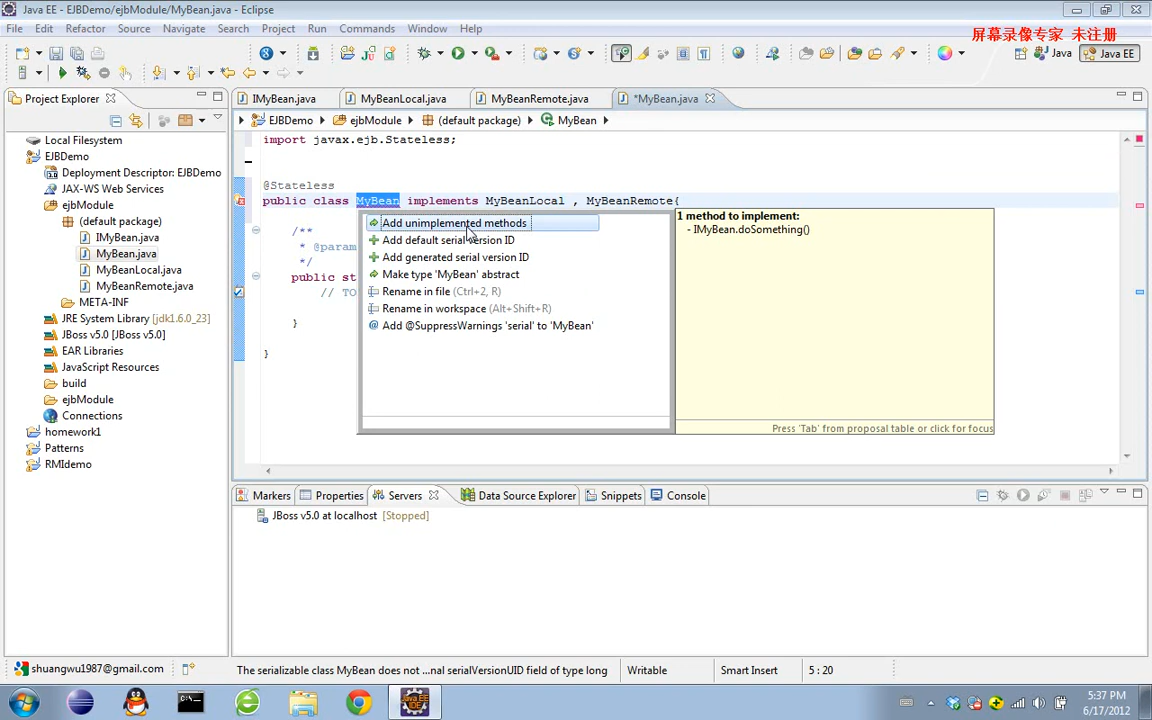 Java EE - EJBDemo/ejbModule/MyBean.java - Eclipse
File Edit Refactor Source Navigate Search Project Run Commands Window Help
屏幕录像专家 未注册
Java Java EE
Project Explorer
IMyBean.java MyBeanLocal.java MyBeanRemote.java *MyBean.java
EJBDemo ejbModule (default package) MyBean
Local Filesystem
EJBDemo
Deployment Descriptor: EJBDemo
JAX-WS Web Services
ejbModule
(default package)
IMyBean.java
MyBean.java
MyBeanLocal.java
MyBeanRemote.java
META-INF
JRE System Library [jdk1.6.0_23]
JBoss v5.0 [JBoss v5.0]
EAR Libraries
JavaScript Resources
build
ejbModule
Connections
homework1
Patterns
RMIdemo
import javax.ejb.Stateless;
@Stateless
public class MyBean implements MyBeanLocal , MyBeanRemote{
/**
* @param
*/
public st
// TO
}
}
Add unimplemented methods
Add default serial version ID
Add generated serial version ID
Make type 'MyBean' abstract
Rename in file (Ctrl+2, R)
Rename in workspace (Alt+Shift+R)
Add @SuppressWarnings 'serial' to 'MyBean'
1 method to implement:
- IMyBean.doSomething()
Press 'Tab' from proposal table or click for focus
Markers Properties Servers Data Source Explorer Snippets Console
JBoss v5.0 at localhost [Stopped]
shuangwu1987@gmail.com
The serializable class MyBean does not ...nal serialVersionUID field of type long
Writable
Smart Insert
5 : 20
5:37 PM
6/17/2012